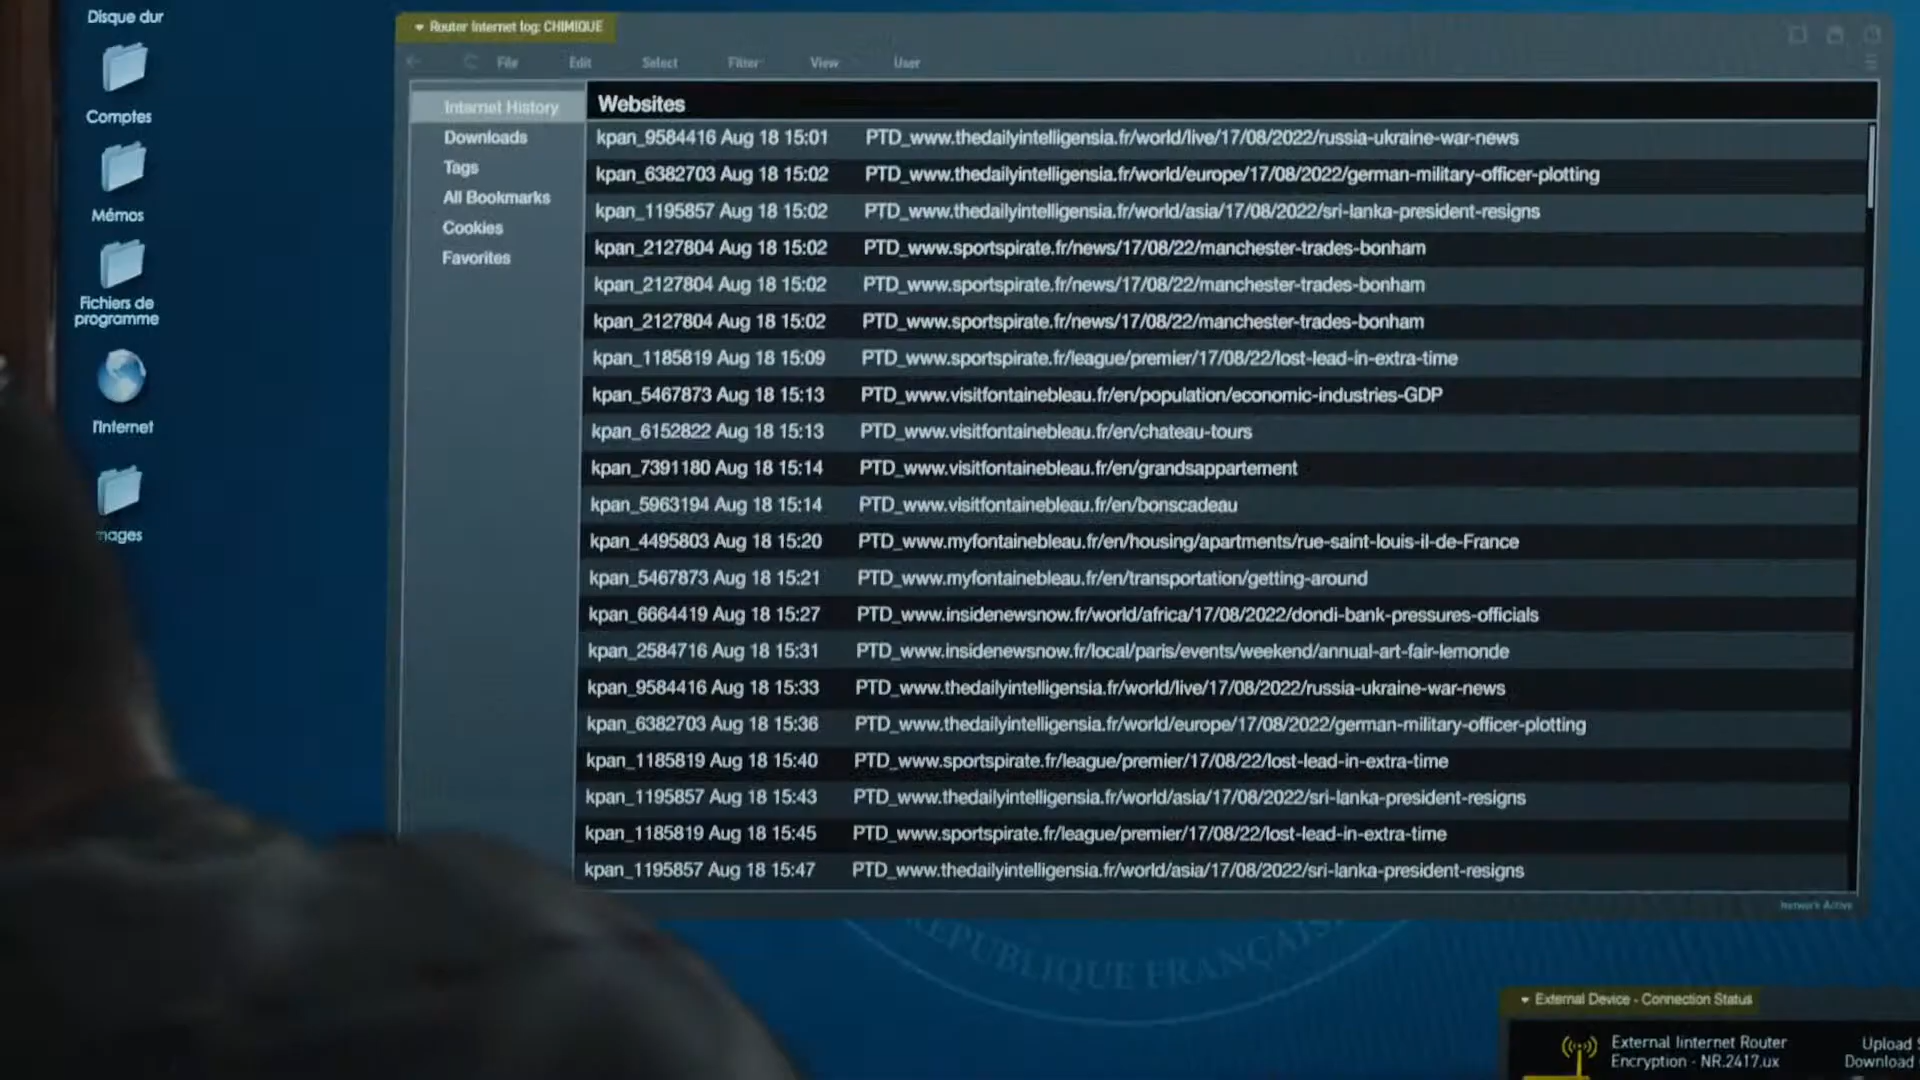 Disque dur
Comptes
Mémos
Fichiers de
programme
l'Internet
mages
Router Internet log: CHIMIQUE
File Edit Select Filter View User
Internet History
Downloads
Tags
All Bookmarks
Cookies
Favorites
Websites
kpan_9584416 Aug 18 15:01 PTD_www.thedailyintelligensia.fr/world/live/17/08/2022/russia-ukraine-war-news
kpan_6382703 Aug 18 15:02 PTD_www.thedailyintelligensia.fr/world/europe/17/08/2022/german-military-officer-plotting
kpan_1195857 Aug 18 15:02 PTD_www.thedailyintelligensia.fr/world/asia/17/08/2022/sri-lanka-president-resigns
kpan_2127804 Aug 18 15:02 PTD_www.sportspirate.fr/news/17/08/22/manchester-trades-bonham
kpan_2127804 Aug 18 15:02 PTD_www.sportspirate.fr/news/17/08/22/manchester-trades-bonham
kpan_2127804 Aug 18 15:02 PTD_www.sportspirate.fr/news/17/08/22/manchester-trades-bonham
kpan_1185819 Aug 18 15:09 PTD_www.sportspirate.fr/league/premier/17/08/22/lost-lead-in-extra-time
kpan_5467873 Aug 18 15:13 PTD_www.visitfontainebleau.fr/en/population/economic-industries-GDP
kpan_6152822 Aug 18 15:13 PTD_www.visitfontainebleau.fr/en/chateau-tours
kpan_7391180 Aug 18 15:14 PTD_www.visitfontainebleau.fr/en/grandsappartement
kpan_5963194 Aug 18 15:14 PTD_www.visitfontainebleau.fr/en/bonscadeau
kpan_4495803 Aug 18 15:20 PTD_www.myfontainebleau.fr/en/housing/apartments/rue-saint-louis-il-de-France
kpan_5467873 Aug 18 15:21 PTD_www.myfontainebleau.fr/en/transportation/getting-around
kpan_6664419 Aug 18 15:27 PTD_www.insidenewsnow.fr/world/africa/17/08/2022/dondi-bank-pressures-officials
kpan_2584716 Aug 18 15:31 PTD_www.insidenewsnow.fr/local/paris/events/weekend/annual-art-fair-lemonde
kpan_9584416 Aug 18 15:33 PTD_www.thedailyintelligensia.fr/world/live/17/08/2022/russia-ukraine-war-news
kpan_6382703 Aug 18 15:36 PTD_www.thedailyintelligensia.fr/world/europe/17/08/2022/german-military-officer-plotting
kpan_1185819 Aug 18 15:40 PTD_www.sportspirate.fr/league/premier/17/08/22/lost-lead-in-extra-time
kpan_1195857 Aug 18 15:43 PTD_www.thedailyintelligensia.fr/world/asia/17/08/2022/sri-lanka-president-resigns
kpan_1185819 Aug 18 15:45 PTD_www.sportspirate.fr/league/premier/17/08/22/lost-lead-in-extra-time
kpan_1195857 Aug 18 15:47 PTD_www.thedailyintelligensia.fr/world/asia/17/08/2022/sri-lanka-president-resigns
Network Active
RÉPUBLIQUE FRANÇAISE
External Device - Connection Status
External Iinternet Router
Encryption - NR.2417.ux
Upload
Download